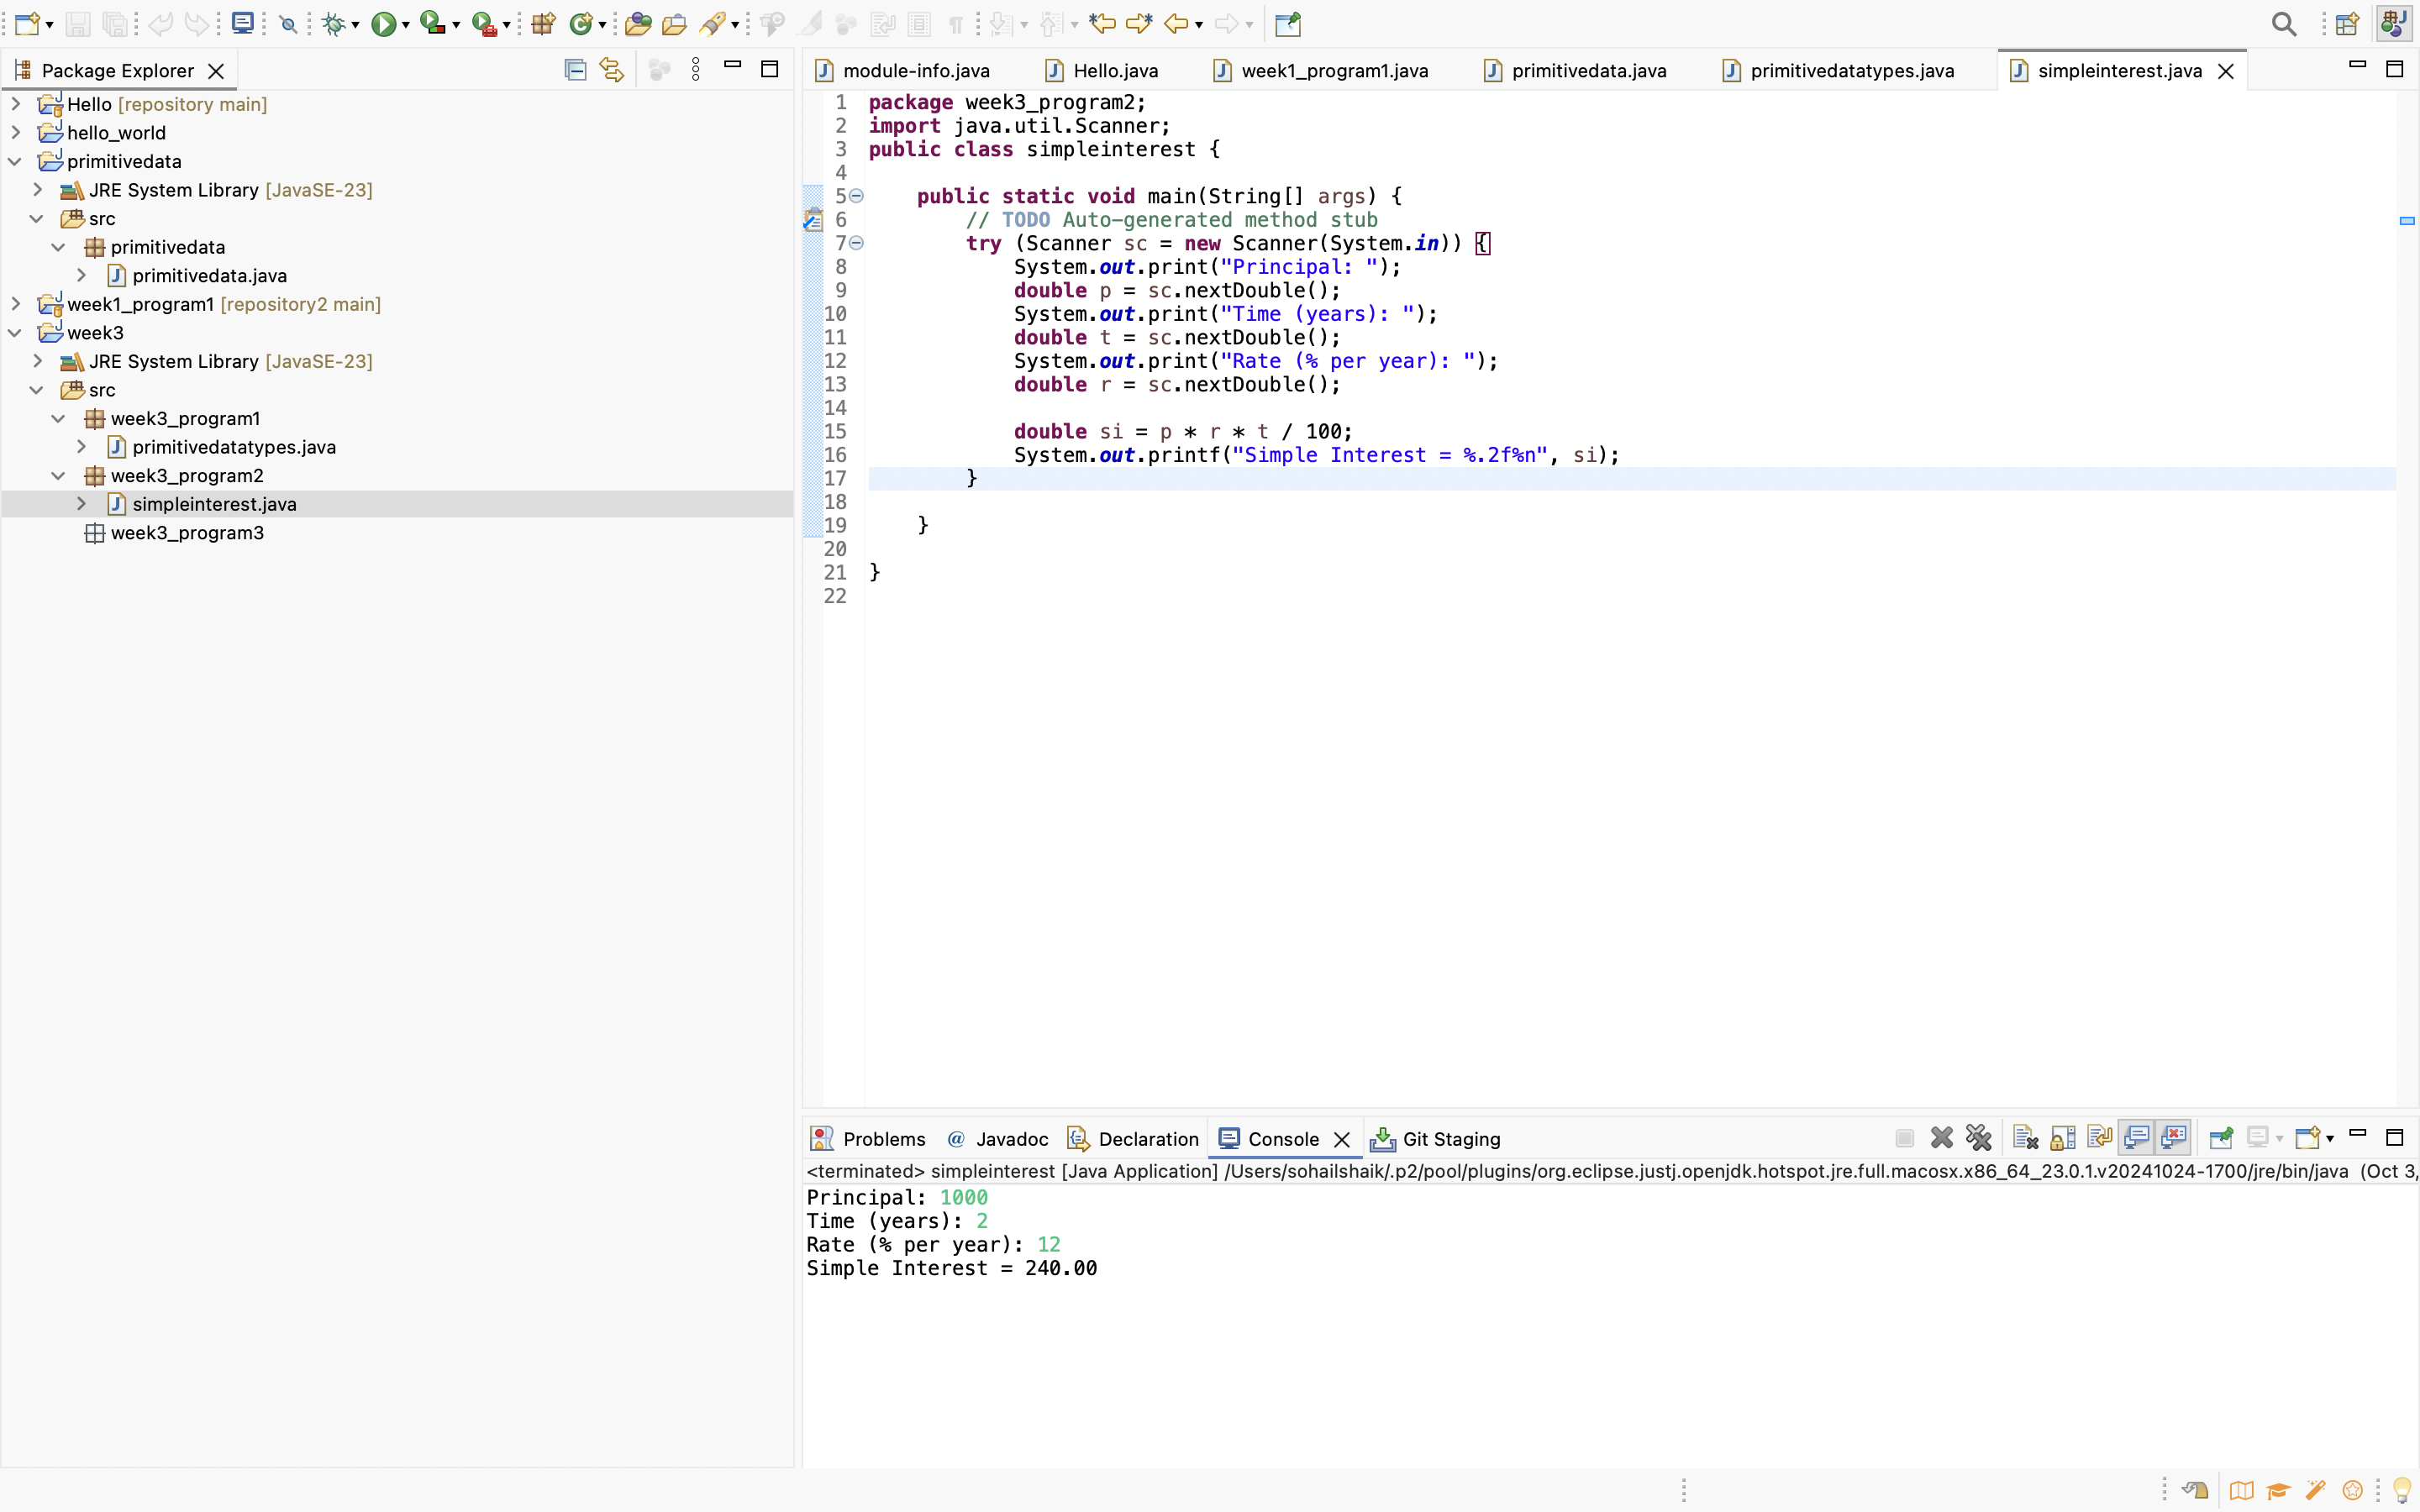 Package Explorer
Hello [repository main]
hello_world
primitivedata
JRE System Library [JavaSE-23]
src
primitivedata
primitivedata.java
week1_program1 [repository2 main]
week3
JRE System Library [JavaSE-23]
src
week3_program1
primitivedatatypes.java
week3_program2
simpleinterest.java
week3_program3
module-info.java Hello.java week1_program1.java primitivedata.java primitivedatatypes.java simpleinterest.java
1 package week3_program2;
2 import java.util.Scanner;
3 public class simpleinterest {
4
5 public static void main(String[] args) {
6 // TODO Auto-generated method stub
7 try (Scanner sc = new Scanner(System.in)) {
8 System.out.print("Principal: ");
9 double p = sc.nextDouble();
10 System.out.print("Time (years): ");
11 double t = sc.nextDouble();
12 System.out.print("Rate (% per year): ");
13 double r = sc.nextDouble();
14
15 double si = p * r * t / 100;
16 System.out.printf("Simple Interest = %.2f%n", si);
17 }
18
19 }
20
21 }
22
Problems Javadoc Declaration Console Git Staging
<terminated> simpleinterest [Java Application] /Users/sohailshaik/.p2/pool/plugins/org.eclipse.justj.openjdk.hotspot.jre.full.macosx.x86_64_23.0.1.v20241024-1700/jre/bin/java (Oct 3,
Principal: 1000
Time (years): 2
Rate (% per year): 12
Simple Interest = 240.00